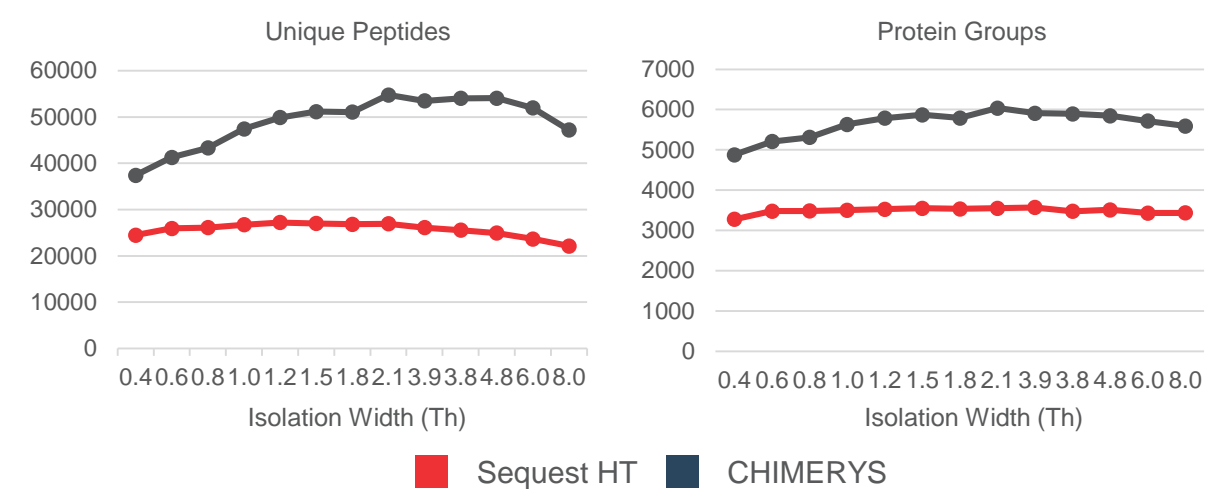 Unique Peptides
60000
50000
40000
30000
20000
10000
0
0.4 0.6 0.8 1.0 1.2 1.5 1.8 2.1 3.9 3.8 4.8 6.0 8.0
Isolation Width (Th)
Protein Groups
7000
6000
5000
4000
3000
2000
1000
0
0.4 0.6 0.8 1.0 1.2 1.5 1.8 2.1 3.9 3.8 4.8 6.0 8.0
Isolation Width (Th)
Sequest HT CHIMERYS